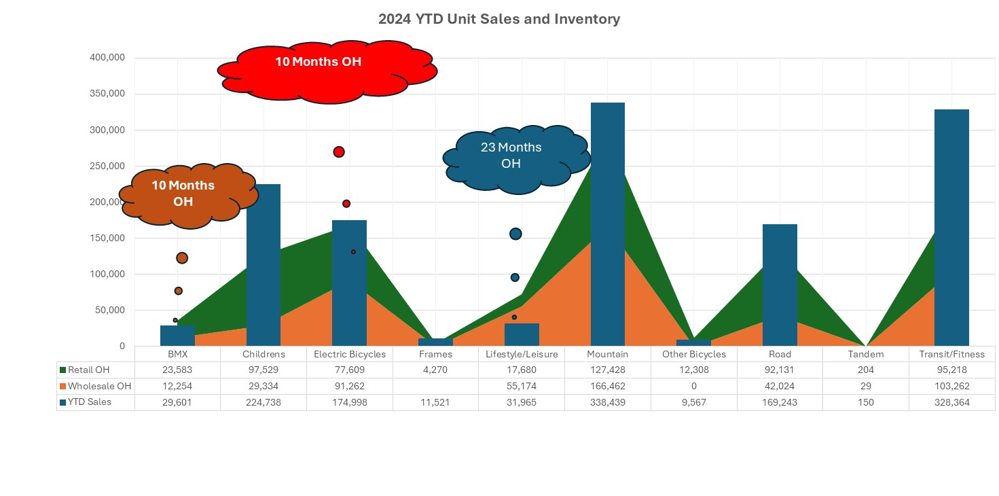 2024 YTD Unit Sales and Inventory
400,000
350,000
300,000
250,000
200,000
150,000
100,000
50,000
0
10 Months OH
10 Months
OH
23 Months
OH
BMX Childrens Electric Bicycles Frames Lifestyle/Leisure Mountain Other Bicycles Road Tandem Transit/Fitness
Retail OH 23,583 97,529 77,609 4,270 17,680 127,428 12,308 92,131 204 95,218
Wholesale OH 12,254 29,334 91,262 55,174 166,462 0 42,024 29 103,262
YTD Sales 29,601 224,738 174,998 11,521 31,965 338,439 9,567 169,243 150 328,364